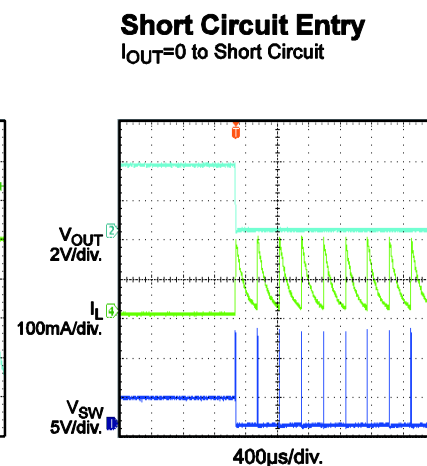 Short Circuit Entry
IOUT=0 to Short Circuit
T
2
VOUT
2V/div.
4
IL
100mA/div.
VSW
5V/div.
1
400µs/div.